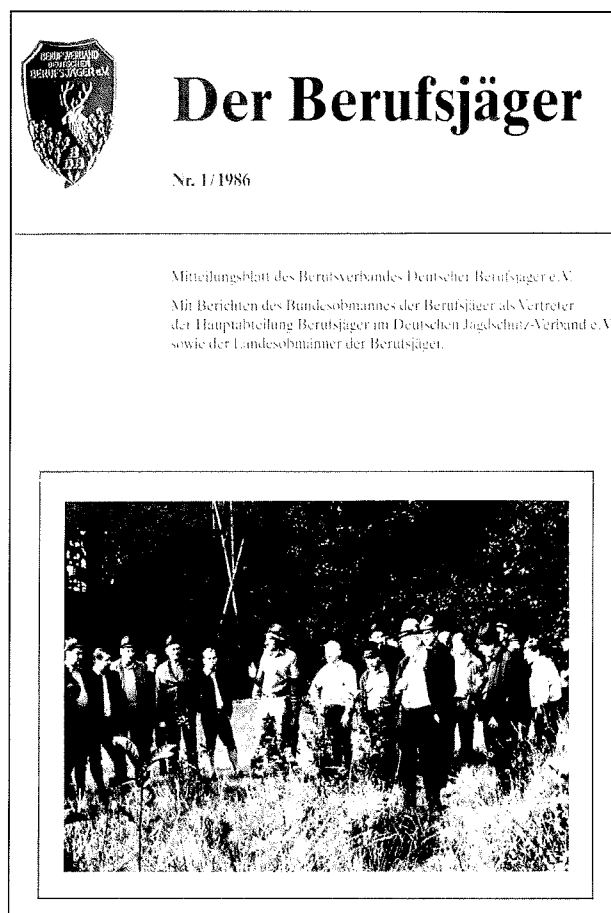 BERUFSVERBAND
DEUTSCHER
BERUFSJÄGER e.V.
Der Berufsjäger
Nr. 1/1986
Mitteilungsblatt des Berufsverbandes Deutscher Berufsjäger e.V.
Mit Berichten des Bundesobmannes der Berufsjäger als Vertreter
der Hauptabteilung Berufsjäger im Deutschen Jagdschutz-Verband e.V.
sowie der Landesobmänner der Berufsjäger.